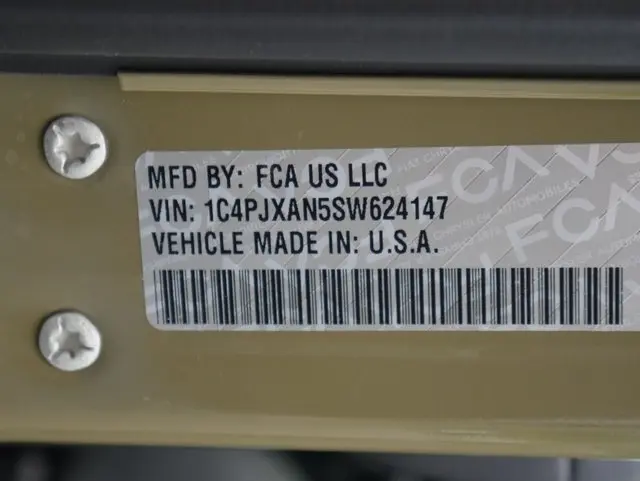 MFD BY: FCA US LLC
VIN: 1C4PJXAN5SW624147
VEHICLE MADE IN: U.S.A.